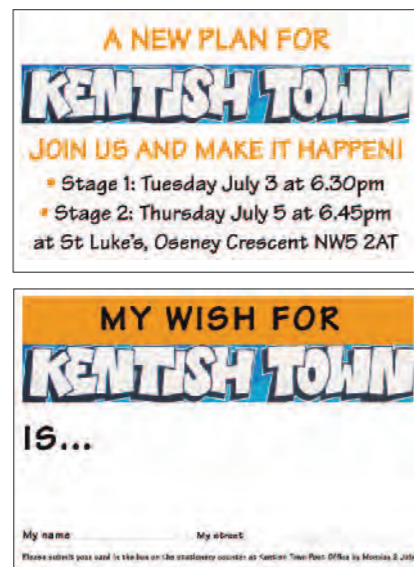 A NEW PLAN FOR
KENTISH TOWN
JOIN US AND MAKE IT HAPPEN!
• Stage 1: Tuesday July 3 at 6.30pm
• Stage 2: Thursday July 5 at 6.45pm
at St Luke's, Oseney Crescent NW5 2AT
MY WISH FOR
KENTISH TOWN
IS...
My name My street
Please submit your card in the box on the stationery counter at Kentish Town Post Office by Monday 2 July